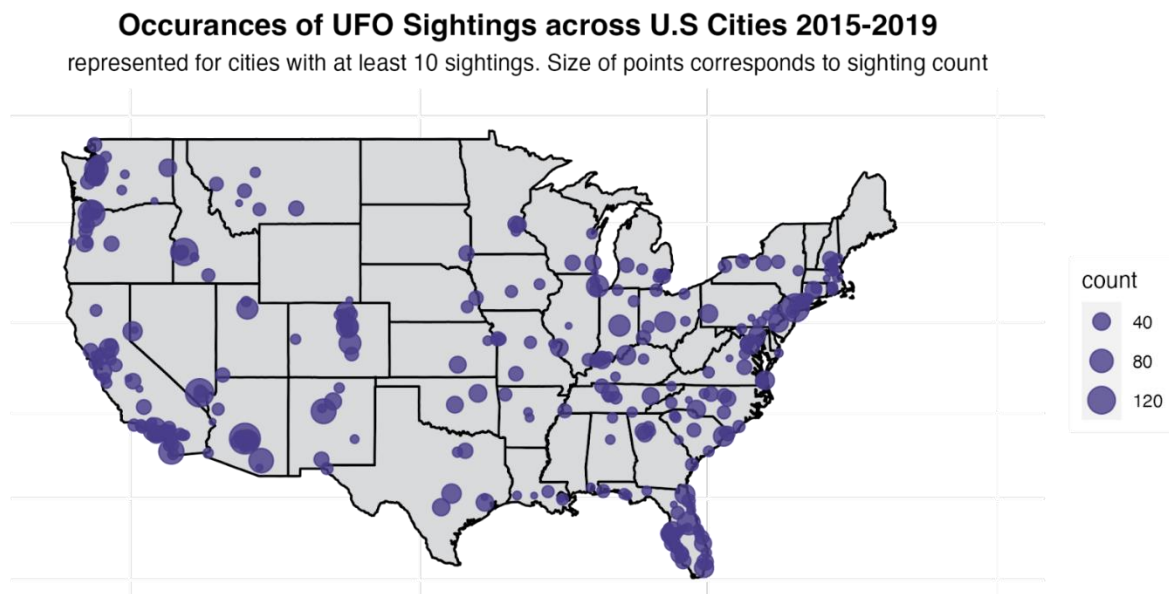 Occurances of UFO Sightings across U.S Cities 2015-2019
represented for cities with at least 10 sightings. Size of points corresponds to sighting count
count
40
80
120